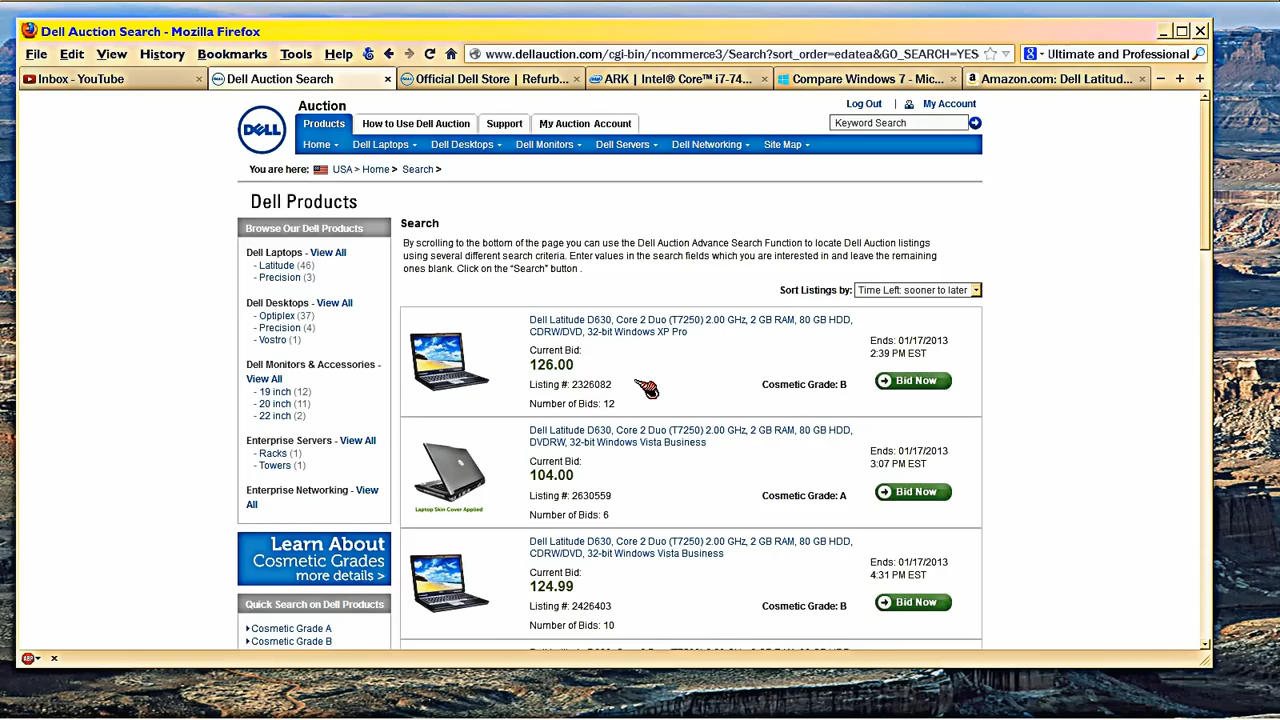 Dell Auction Search - Mozilla Firefox
File Edit View History Bookmarks Tools Help www.dellauction.com/cgi-bin/ncommerce3/Search?sort_order=edatea&GO_SEARCH=YES Ultimate and Professional
Inbox - YouTube × Dell Auction Search × Official Dell Store | Refurb... × ARK | Intel® Core™ i7-74... × Compare Windows 7 - Mic... × Amazon.com: Dell Latitud... ×
Auction
Log Out | My Account
DELL
Products How to Use Dell Auction Support My Auction Account
Keyword Search
Home Dell Laptops Dell Desktops Dell Monitors Dell Servers Dell Networking Site Map
You are here: USA > Home > Search >
Dell Products
Browse Our Dell Products
Dell Laptops - View All
- Latitude (46)
- Precision (3)
Dell Desktops - View All
- Optiplex (37)
- Precision (4)
- Vostro (1)
Dell Monitors & Accessories -
View All
- 19 inch (12)
- 20 inch (11)
- 22 inch (2)
Enterprise Servers - View All
- Racks (1)
- Towers (1)
Enterprise Networking - View
All
Learn About
Cosmetic Grades
more details >
Quick Search on Dell Products
Cosmetic Grade A
Cosmetic Grade B
Search
By scrolling to the bottom of the page you can use the Dell Auction Advance Search Function to locate Dell Auction listings
using several different search criteria. Enter values in the search fields which you are interested in and leave the remaining
ones blank. Click on the "Search" button .
Sort Listings by: Time Left: sooner to later
Dell Latitude D630, Core 2 Duo (T7250) 2.00 GHz, 2 GB RAM, 80 GB HDD,
CDRW/DVD, 32-bit Windows XP Pro
Current Bid:
126.00
Listing #: 2326082
Number of Bids: 12
Cosmetic Grade: B
Ends: 01/17/2013
2:39 PM EST
Bid Now
Dell Latitude D630, Core 2 Duo (T7250) 2.00 GHz, 2 GB RAM, 80 GB HDD,
DVDRW, 32-bit Windows Vista Business
Current Bid:
104.00
Listing #: 2630559
Number of Bids: 6
Laptop Skin Cover Applied
Cosmetic Grade: A
Ends: 01/17/2013
3:07 PM EST
Bid Now
Dell Latitude D630, Core 2 Duo (T7250) 2.00 GHz, 2 GB RAM, 80 GB HDD,
CDRW/DVD, 32-bit Windows Vista Business
Current Bid:
124.99
Listing #: 2426403
Number of Bids: 10
Cosmetic Grade: B
Ends: 01/17/2013
4:31 PM EST
Bid Now
ABP